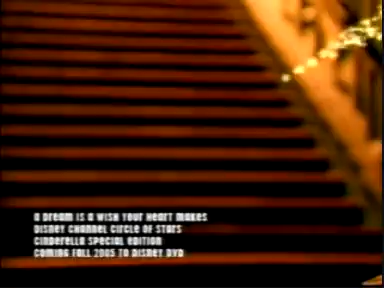 A DREAM IS A WISH YOUR HEART MAKES
DISNEY CHANNEL CIRCLE OF STARS
CINDERELLA SPECIAL EDITION
COMING FALL 2005 TO DISNEY DVD